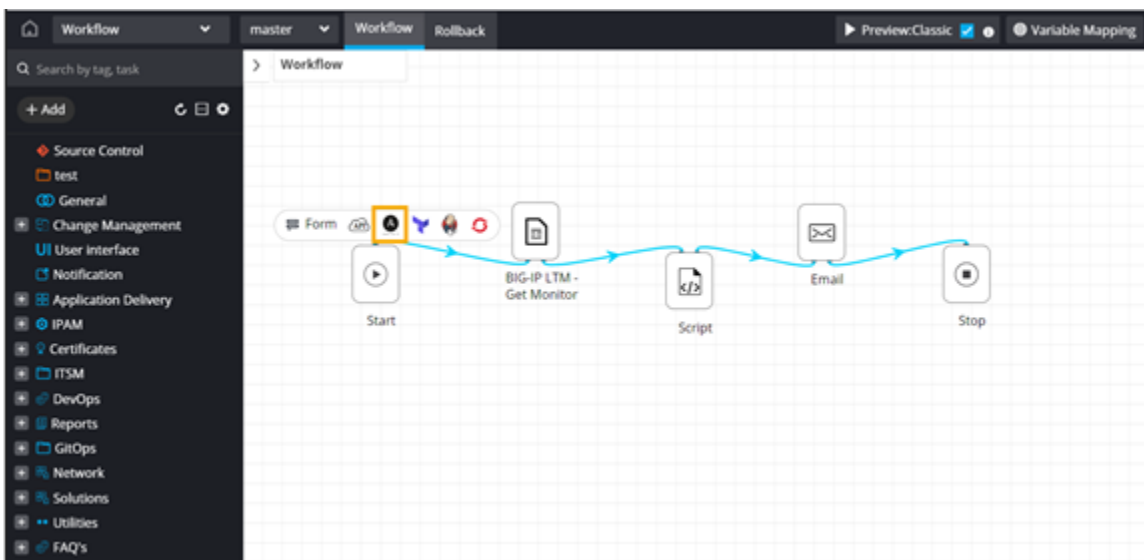 Workflow
master
Workflow
Rollback
Preview:Classic
Variable Mapping
Search by tag, task
Workflow
+ Add
Source Control
test
General
Change Management
UI User interface
Notification
Application Delivery
IPAM
Certificates
ITSM
DevOps
Reports
GitOps
Network
Solutions
Utilities
FAQ's
Form
API
A
Start
BIG-IP LTM -
Get Monitor
</>
Script
Email
Stop